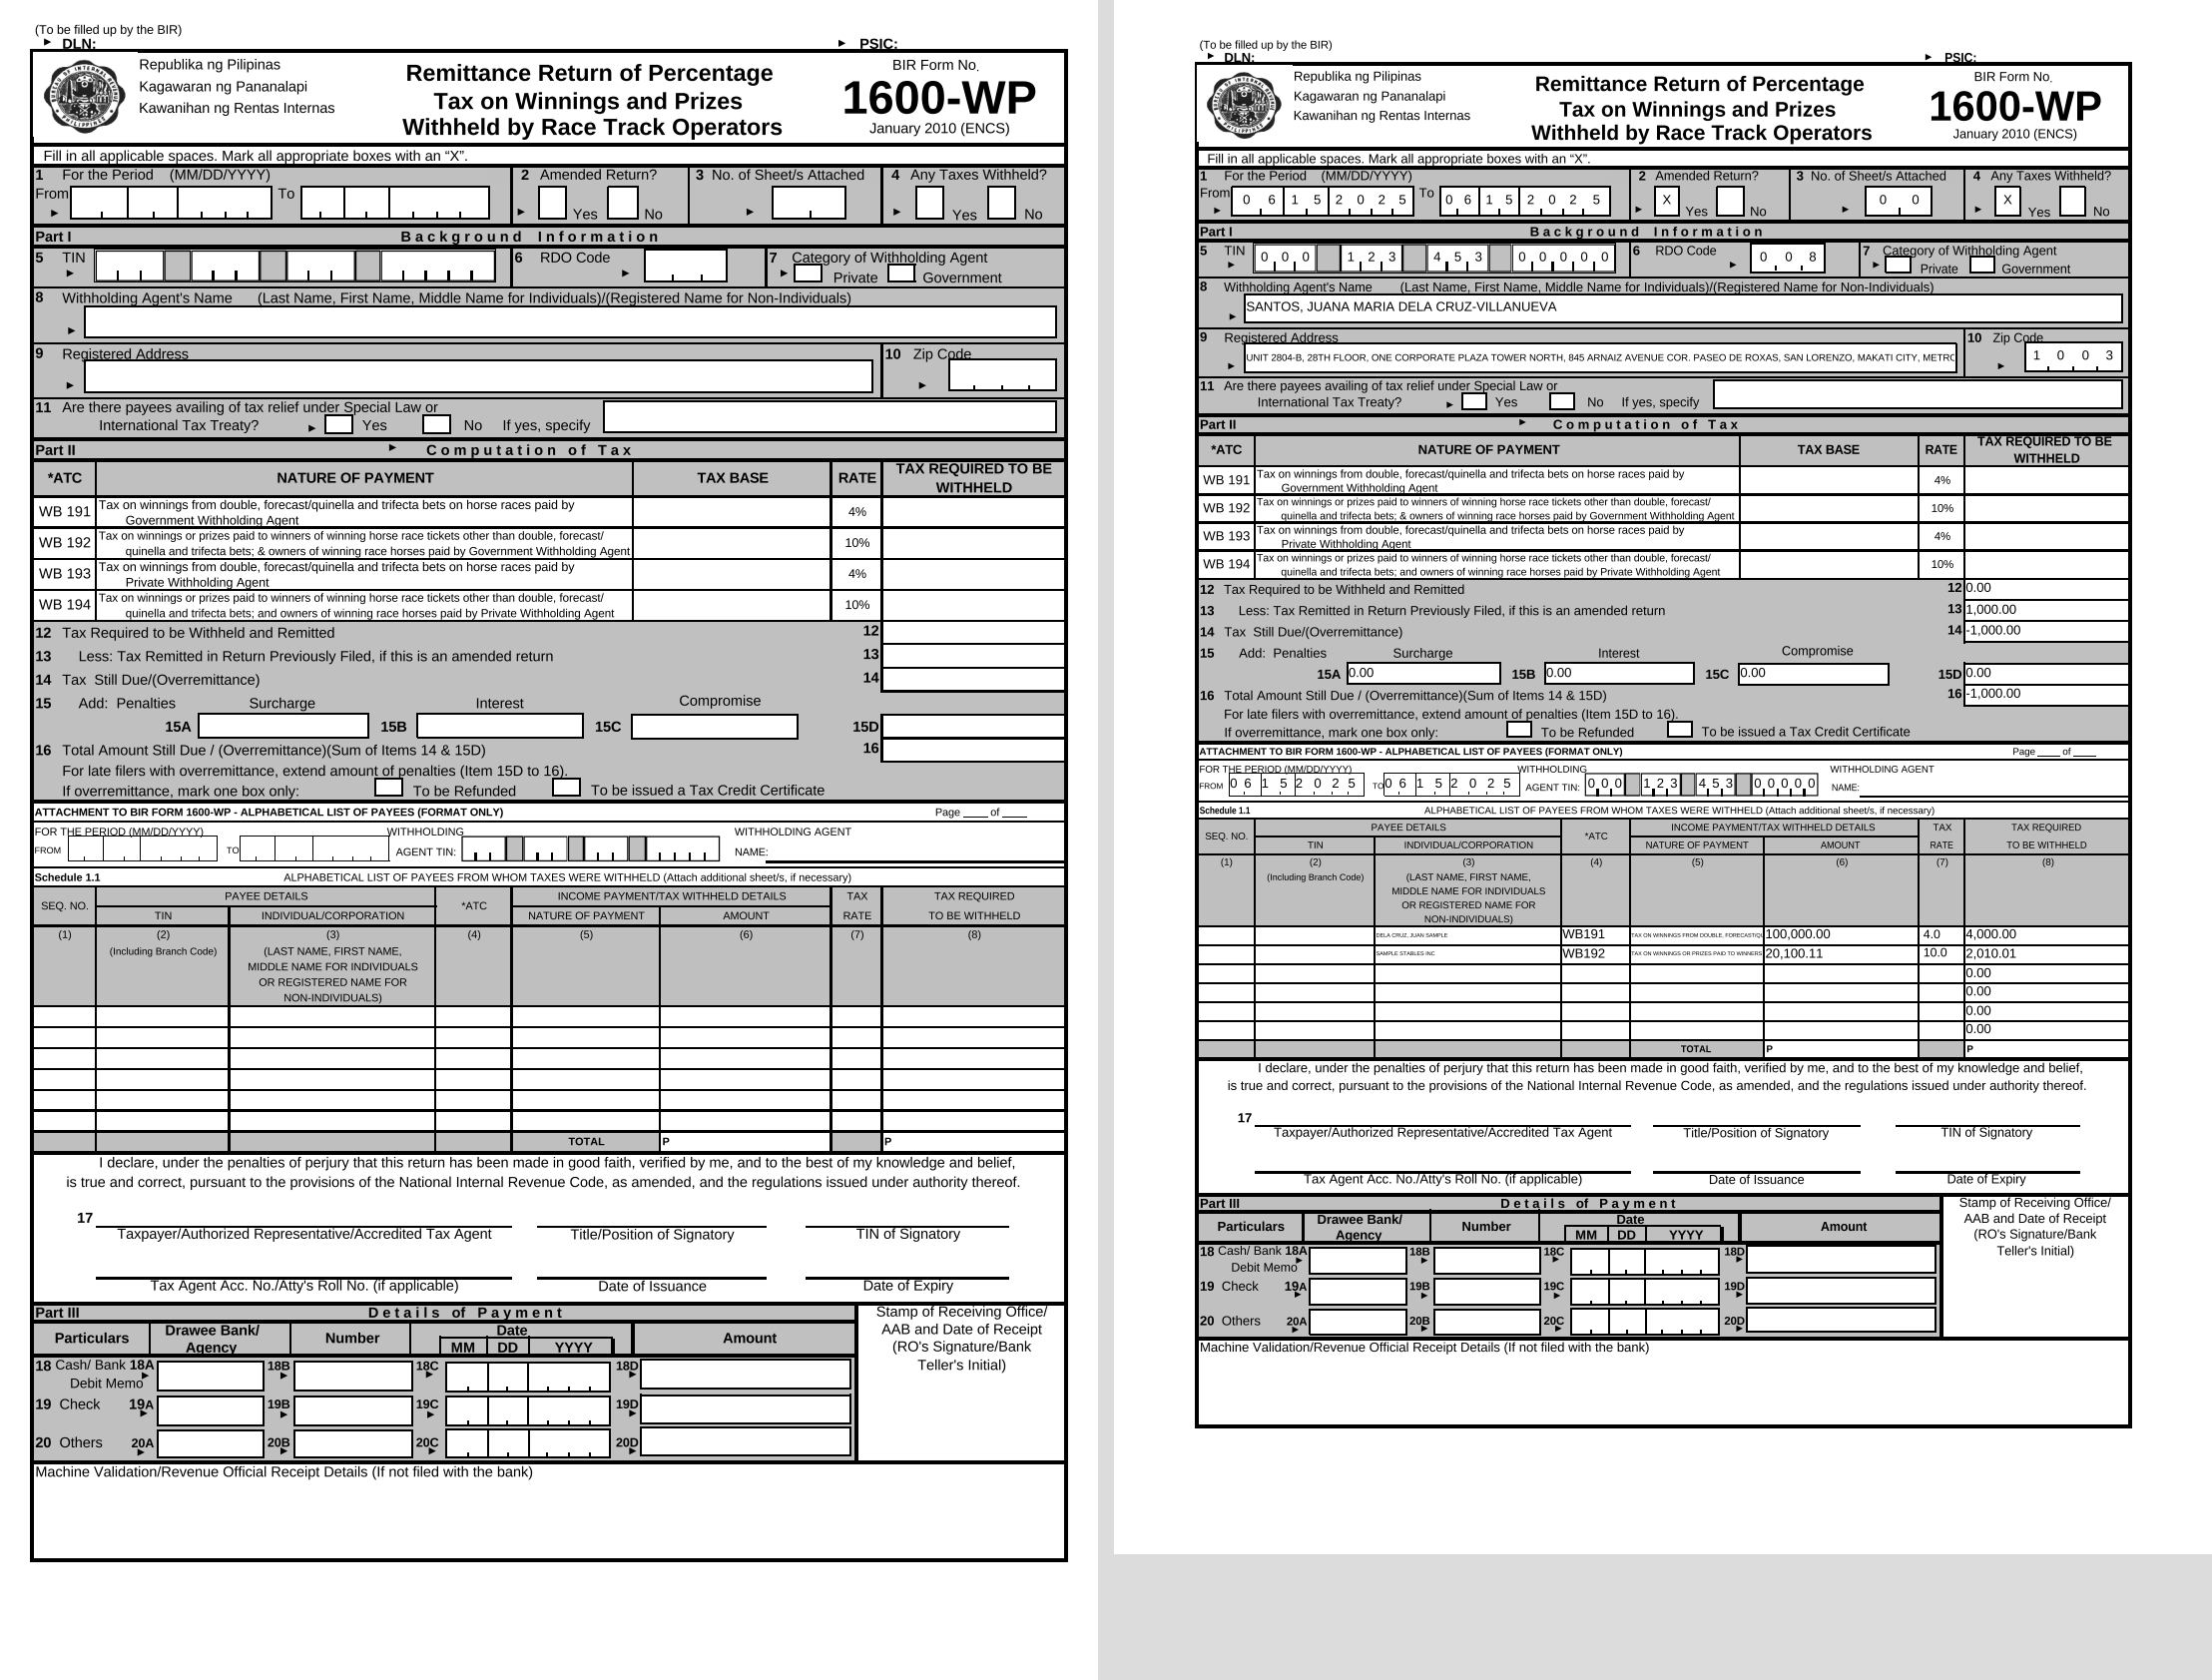 (To be filled up by the BIR)
DLN: PSIC:
Republika ng Pilipinas
Kagawaran ng Pananalapi
Kawanihan ng Rentas Internas
Remittance Return of Percentage
Tax on Winnings and Prizes
Withheld by Race Track Operators
BIR Form No.
1600-WP
January 2010 (ENCS)
Fill in all applicable spaces. Mark all appropriate boxes with an “X”.
1 For the Period (MM/DD/YYYY)
From To
2 Amended Return?
Yes No
3 No. of Sheet/s Attached
4 Any Taxes Withheld?
Yes No
Part I Background Information
5 TIN
6 RDO Code
7 Category of Withholding Agent
Private Government
8 Withholding Agent's Name (Last Name, First Name, Middle Name for Individuals)/(Registered Name for Non-Individuals)
9 Registered Address
10 Zip Code
11 Are there payees availing of tax relief under Special Law or
International Tax Treaty? Yes No If yes, specify
Part II Computation of Tax
*ATC NATURE OF PAYMENT TAX BASE RATE TAX REQUIRED TO BE WITHHELD
WB 191 Tax on winnings from double, forecast/quinella and trifecta bets on horse races paid by
Government Withholding Agent 4%
WB 192 Tax on winnings or prizes paid to winners of winning horse race tickets other than double, forecast/
quinella and trifecta bets; & owners of winning race horses paid by Government Withholding Agent 10%
WB 193 Tax on winnings from double, forecast/quinella and trifecta bets on horse races paid by
Private Withholding Agent 4%
WB 194 Tax on winnings or prizes paid to winners of winning horse race tickets other than double, forecast/
quinella and trifecta bets; and owners of winning race horses paid by Private Withholding Agent 10%
12 Tax Required to be Withheld and Remitted 12
13 Less: Tax Remitted in Return Previously Filed, if this is an amended return 13
14 Tax Still Due/(Overremittance) 14
15 Add: Penalties Surcharge Interest Compromise
15A 15B 15C 15D
16 Total Amount Still Due / (Overremittance)(Sum of Items 14 & 15D) 16
For late filers with overremittance, extend amount of penalties (Item 15D to 16).
If overremittance, mark one box only: To be Refunded To be issued a Tax Credit Certificate
ATTACHMENT TO BIR FORM 1600-WP - ALPHABETICAL LIST OF PAYEES (FORMAT ONLY) Page ____ of ____
FOR THE PERIOD (MM/DD/YYYY) WITHHOLDING WITHHOLDING AGENT
FROM TO AGENT TIN: NAME:
Schedule 1.1 ALPHABETICAL LIST OF PAYEES FROM WHOM TAXES WERE WITHHELD (Attach additional sheet/s, if necessary)
SEQ. NO. PAYEE DETAILS *ATC INCOME PAYMENT/TAX WITHHELD DETAILS TAX TAX REQUIRED
TIN INDIVIDUAL/CORPORATION NATURE OF PAYMENT AMOUNT RATE TO BE WITHHELD
(1) (2) (3) (4) (5) (6) (7) (8)
(Including Branch Code) (LAST NAME, FIRST NAME,
MIDDLE NAME FOR INDIVIDUALS
OR REGISTERED NAME FOR
NON-INDIVIDUALS)
TOTAL P P
I declare, under the penalties of perjury that this return has been made in good faith, verified by me, and to the best of my knowledge and belief,
is true and correct, pursuant to the provisions of the National Internal Revenue Code, as amended, and the regulations issued under authority thereof.
17
Taxpayer/Authorized Representative/Accredited Tax Agent Title/Position of Signatory TIN of Signatory
Tax Agent Acc. No./Atty's Roll No. (if applicable) Date of Issuance Date of Expiry
Part III Details of Payment
Particulars Drawee Bank/ Agency Number Date MM DD YYYY Amount
Stamp of Receiving Office/
AAB and Date of Receipt
(RO's Signature/Bank
Teller's Initial)
18 Cash/ Bank 18A 18B 18C 18D
Debit Memo
19 Check 19A 19B 19C 19D
20 Others 20A 20B 20C 20D
Machine Validation/Revenue Official Receipt Details (If not filed with the bank)
(To be filled up by the BIR)
DLN: PSIC:
Republika ng Pilipinas
Kagawaran ng Pananalapi
Kawanihan ng Rentas Internas
Remittance Return of Percentage
Tax on Winnings and Prizes
Withheld by Race Track Operators
BIR Form No.
1600-WP
January 2010 (ENCS)
Fill in all applicable spaces. Mark all appropriate boxes with an “X”.
1 For the Period (MM/DD/YYYY)
From 0 6 1 5 2 0 2 5 To 0 6 1 5 2 0 2 5
2 Amended Return?
X Yes No
3 No. of Sheet/s Attached
0 0
4 Any Taxes Withheld?
X Yes No
Part I Background Information
5 TIN 0 0 0 1 2 3 4 5 3 0 0 0 0 0
6 RDO Code 0 0 8
7 Category of Withholding Agent
Private Government
8 Withholding Agent's Name (Last Name, First Name, Middle Name for Individuals)/(Registered Name for Non-Individuals)
SANTOS, JUANA MARIA DELA CRUZ-VILLANUEVA
9 Registered Address
UNIT 2804-B, 28TH FLOOR, ONE CORPORATE PLAZA TOWER NORTH, 845 ARNAIZ AVENUE COR. PASEO DE ROXAS, SAN LORENZO, MAKATI CITY, METRO
10 Zip Code
1 0 0 3
11 Are there payees availing of tax relief under Special Law or
International Tax Treaty? Yes No If yes, specify
Part II Computation of Tax
*ATC NATURE OF PAYMENT TAX BASE RATE TAX REQUIRED TO BE WITHHELD
WB 191 Tax on winnings from double, forecast/quinella and trifecta bets on horse races paid by
Government Withholding Agent 4%
WB 192 Tax on winnings or prizes paid to winners of winning horse race tickets other than double, forecast/
quinella and trifecta bets; & owners of winning race horses paid by Government Withholding Agent 10%
WB 193 Tax on winnings from double, forecast/quinella and trifecta bets on horse races paid by
Private Withholding Agent 4%
WB 194 Tax on winnings or prizes paid to winners of winning horse race tickets other than double, forecast/
quinella and trifecta bets; and owners of winning race horses paid by Private Withholding Agent 10%
12 Tax Required to be Withheld and Remitted 12 0.00
13 Less: Tax Remitted in Return Previously Filed, if this is an amended return 13 1,000.00
14 Tax Still Due/(Overremittance) 14 -1,000.00
15 Add: Penalties Surcharge Interest Compromise
15A 0.00 15B 0.00 15C 0.00 15D 0.00
16 Total Amount Still Due / (Overremittance)(Sum of Items 14 & 15D) 16 -1,000.00
For late filers with overremittance, extend amount of penalties (Item 15D to 16).
If overremittance, mark one box only: To be Refunded To be issued a Tax Credit Certificate
ATTACHMENT TO BIR FORM 1600-WP - ALPHABETICAL LIST OF PAYEES (FORMAT ONLY) Page ____ of ____
FOR THE PERIOD (MM/DD/YYYY) WITHHOLDING WITHHOLDING AGENT
FROM 0 6 1 5 2 0 2 5 TO 0 6 1 5 2 0 2 5 AGENT TIN: 0 0 0 1 2 3 4 5 3 0 0 0 0 0 NAME:
Schedule 1.1 ALPHABETICAL LIST OF PAYEES FROM WHOM TAXES WERE WITHHELD (Attach additional sheet/s, if necessary)
SEQ. NO. PAYEE DETAILS *ATC INCOME PAYMENT/TAX WITHHELD DETAILS TAX TAX REQUIRED
TIN INDIVIDUAL/CORPORATION NATURE OF PAYMENT AMOUNT RATE TO BE WITHHELD
(1) (2) (3) (4) (5) (6) (7) (8)
(Including Branch Code) (LAST NAME, FIRST NAME,
MIDDLE NAME FOR INDIVIDUALS
OR REGISTERED NAME FOR
NON-INDIVIDUALS)
DELA CRUZ, JUAN SAMPLE WB191 TAX ON WINNINGS FROM DOUBLE, FORECAST/QU 100,000.00 4.0 4,000.00
SAMPLE STABLES INC WB192 TAX ON WINNINGS OR PRIZES PAID TO WINNERS 20,100.11 10.0 2,010.01
0.00
0.00
0.00
0.00
TOTAL P P
I declare, under the penalties of perjury that this return has been made in good faith, verified by me, and to the best of my knowledge and belief,
is true and correct, pursuant to the provisions of the National Internal Revenue Code, as amended, and the regulations issued under authority thereof.
17
Taxpayer/Authorized Representative/Accredited Tax Agent Title/Position of Signatory TIN of Signatory
Tax Agent Acc. No./Atty's Roll No. (if applicable) Date of Issuance Date of Expiry
Part III Details of Payment
Particulars Drawee Bank/ Agency Number Date MM DD YYYY Amount
Stamp of Receiving Office/
AAB and Date of Receipt
(RO's Signature/Bank
Teller's Initial)
18 Cash/ Bank 18A 18B 18C 18D
Debit Memo
19 Check 19A 19B 19C 19D
20 Others 20A 20B 20C 20D
Machine Validation/Revenue Official Receipt Details (If not filed with the bank)